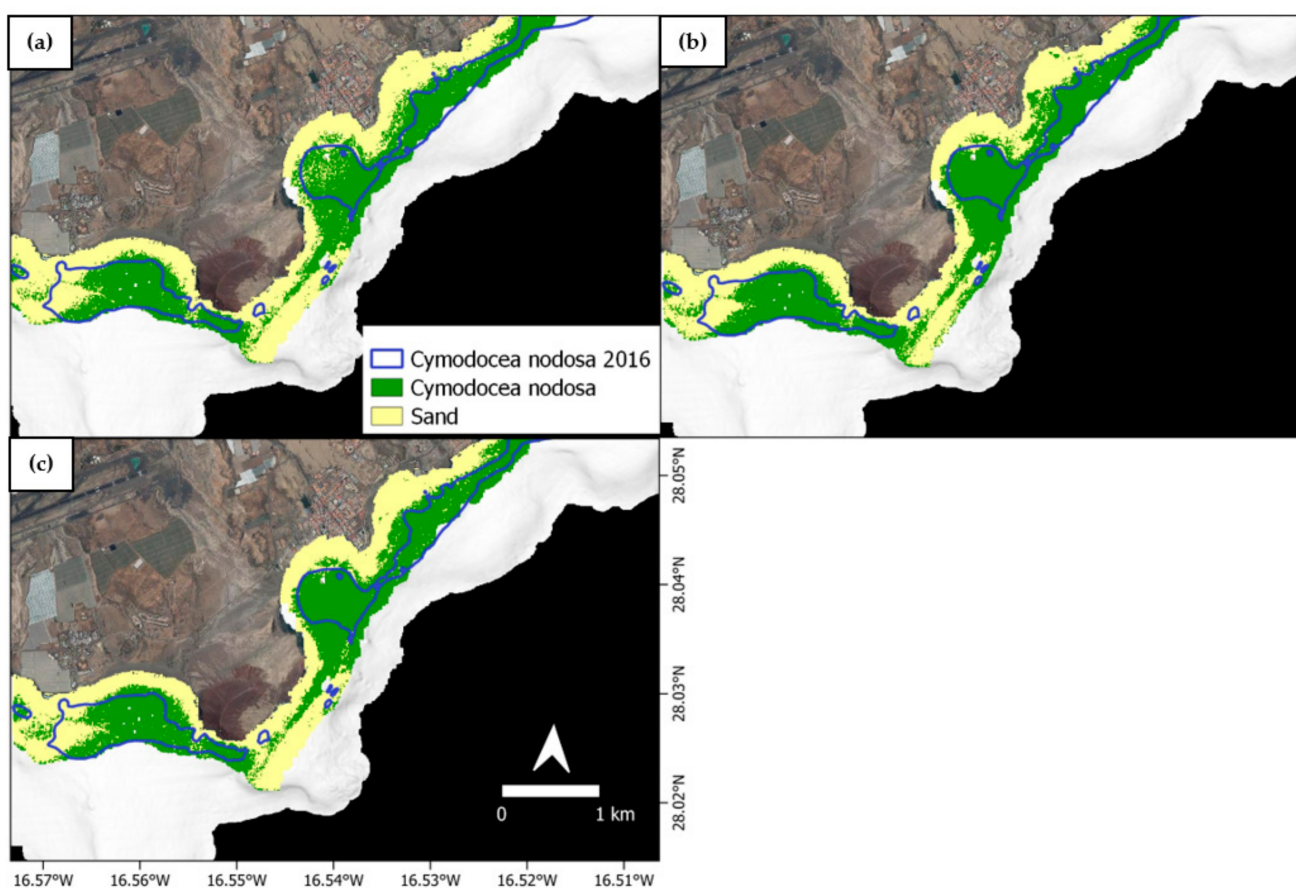 (a)
(b)
Cymodocea nodosa 2016
Cymodocea nodosa
Sand
(c)
28.05°N
28.04°N
28.03°N
28.02°N
0 1 km
16.57°W 16.56°W 16.55°W 16.54°W 16.53°W 16.52°W 16.51°W